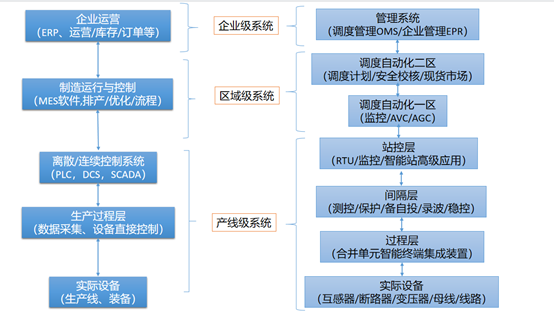 企业运营
(ERP、运营/库存/订单等)
制造运行与控制
(MES软件,排产/优化/流程)
离散/连续控制系统
(PLC，DCS，SCADA)
生产过程层
(数据采集、设备直接控制)
实际设备
(生产线、装备)
企业级系统
区域级系统
产线级系统
管理系统
(调度管理OMS/企业管理EPR)
调度自动化二区
(调度计划/安全校核/现货市场)
调度自动化一区
(监控/AVC/AGC)
站控层
(RTU/监控/智能站高级应用)
间隔层
(测控/保护/备自投/录波/稳控)
过程层
(合并单元智能终端集成装置)
实际设备
(互感器/断路器/变压器/母线/线路)